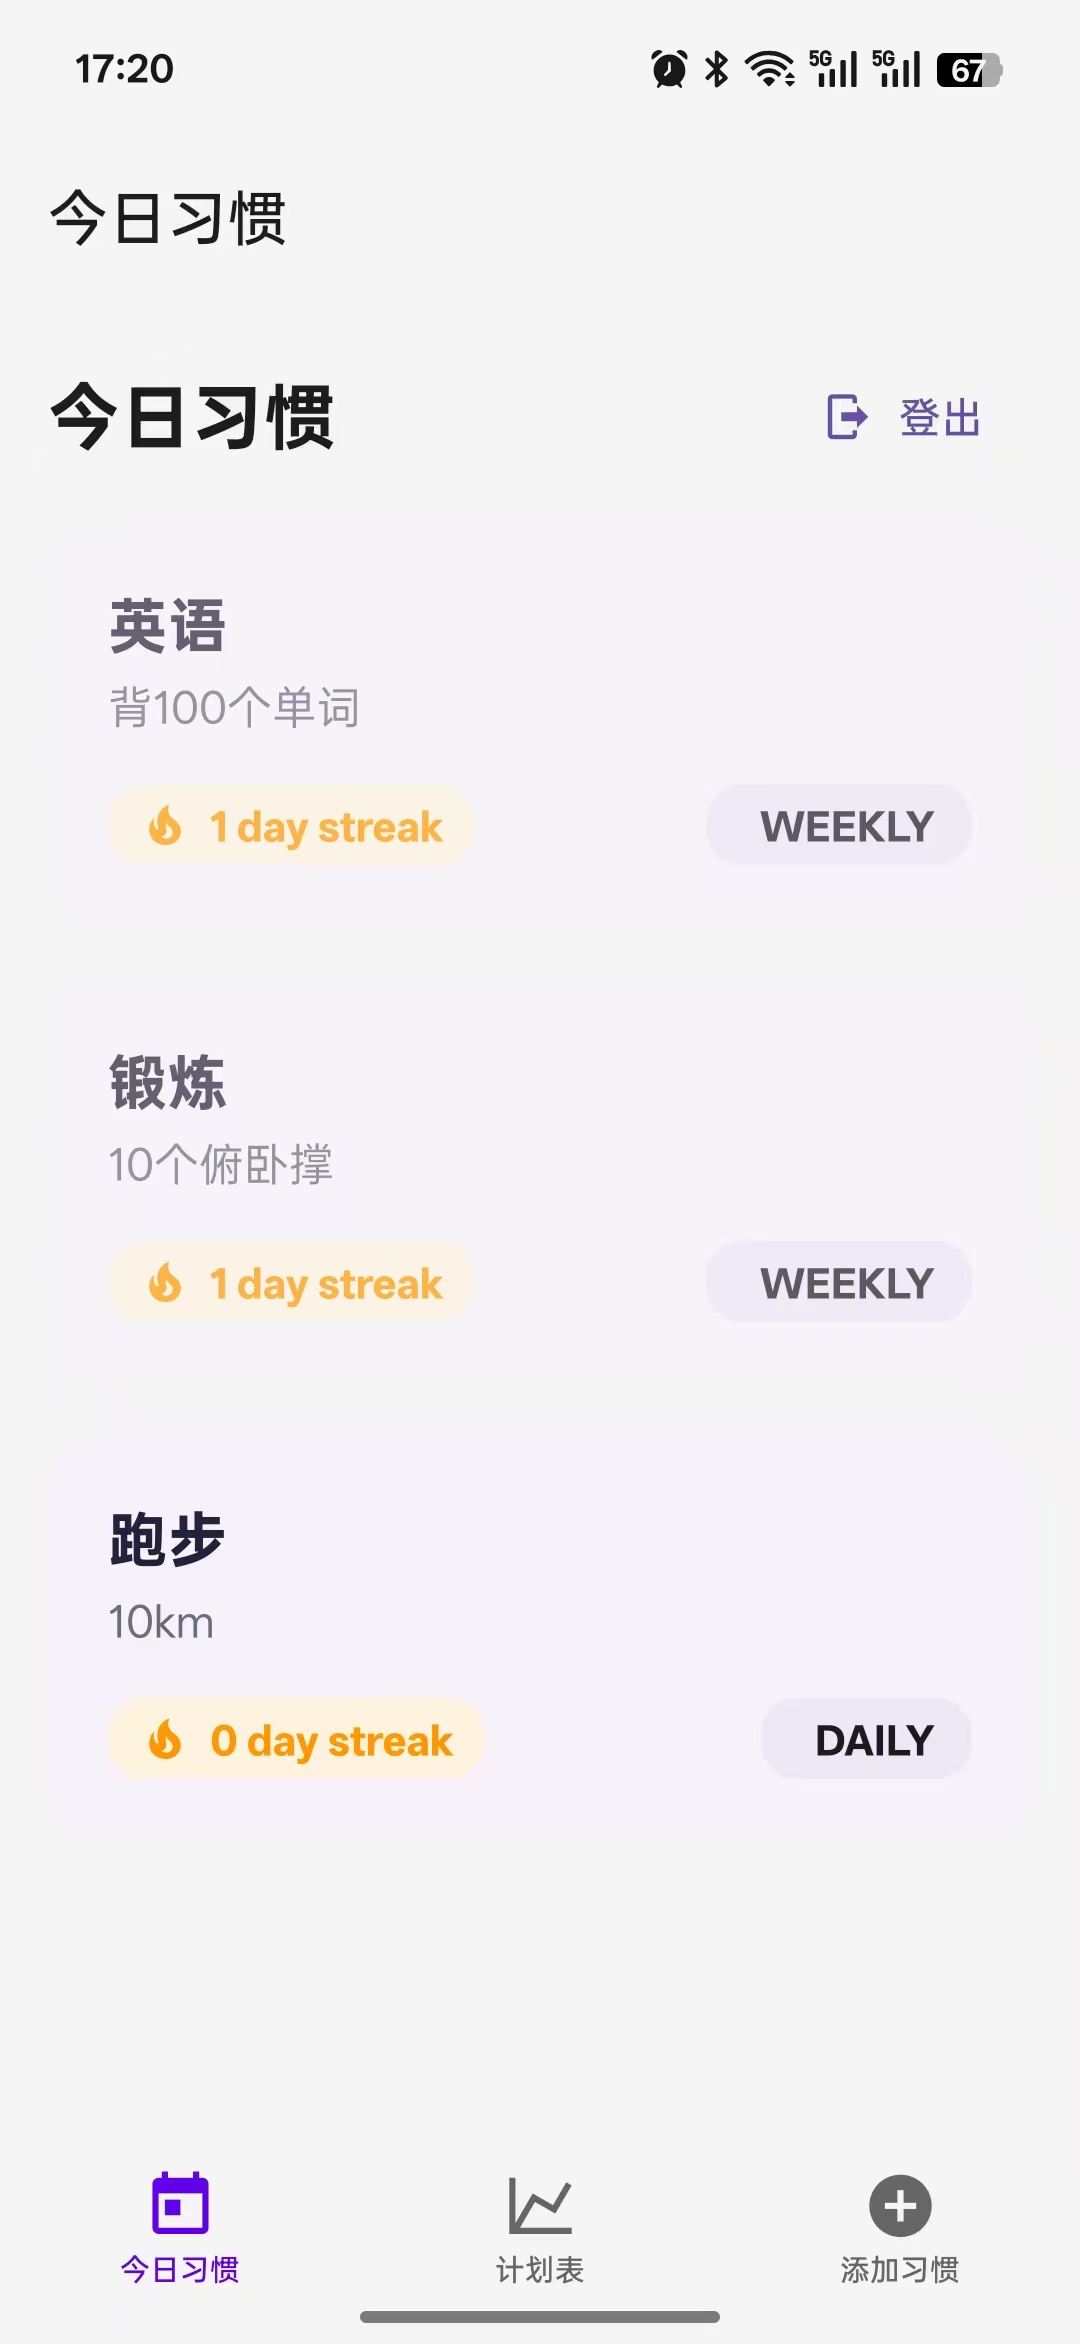 17:20
5G 5G 67
今日习惯
今日习惯
登出
英语
背100个单词
1 day streak
WEEKLY
锻炼
10个俯卧撑
1 day streak
WEEKLY
跑步
10km
0 day streak
DAILY
今日习惯
计划表
添加习惯